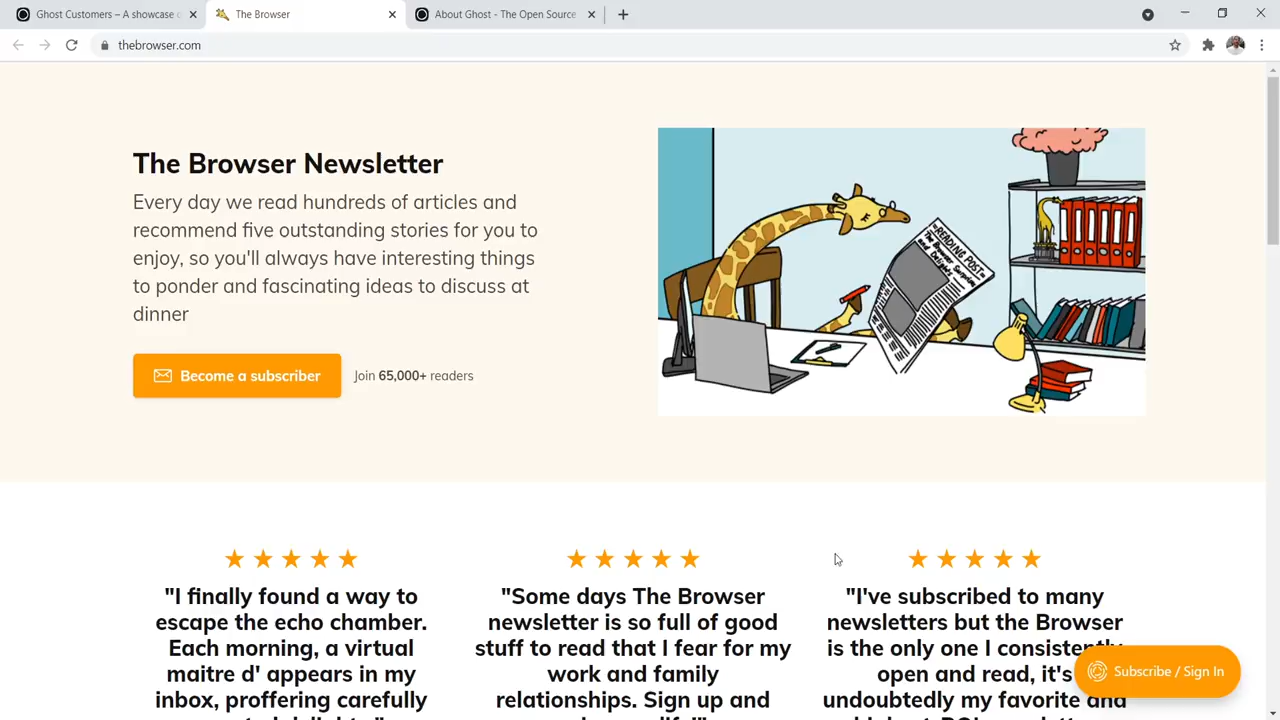 Ghost Customers – A showcase
The Browser
About Ghost - The Open Source
thebrowser.com
The Browser Newsletter
Every day we read hundreds of articles and
recommend five outstanding stories for you to
enjoy, so you'll always have interesting things
to ponder and fascinating ideas to discuss at
dinner
Become a subscriber
Join 65,000+ readers
"READING POST"
The Browser
"I finally found a way to
escape the echo chamber.
Each morning, a virtual
maitre d' appears in my
inbox, proffering carefully
"Some days The Browser
newsletter is so full of good
stuff to read that I fear for my
work and family
relationships. Sign up and
"I've subscribed to many
newsletters but the Browser
is the only one I consistently
open and read, it's
undoubtedly my favorite and
Subscribe / Sign In